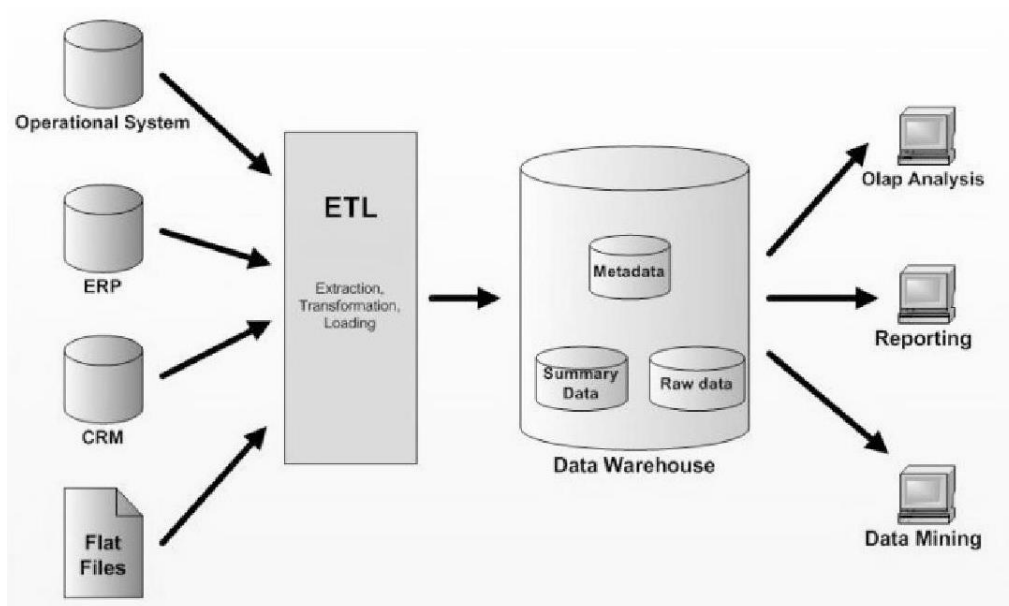 Operational System
ERP
CRM
Flat
Files
ETL
Extraction,
Transformation,
Loading
Metadata
Summary
Data
Raw data
Data Warehouse
Olap Analysis
Reporting
Data Mining